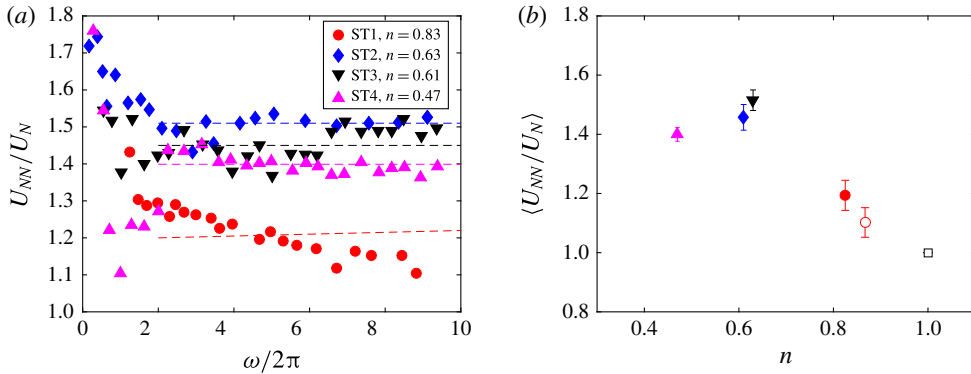 (a)
1.8
1.7
1.6
1.5
1.4
1.3
1.2
1.1
1.0
U_NN/U_N
0 2 4 6 8 10
ω/2π
ST1, n = 0.83
ST2, n = 0.63
ST3, n = 0.61
ST4, n = 0.47
(b)
1.8
1.6
1.4
1.2
1.0
0.8
⟨U_NN/U_N⟩
0.4 0.6 0.8 1.0
n